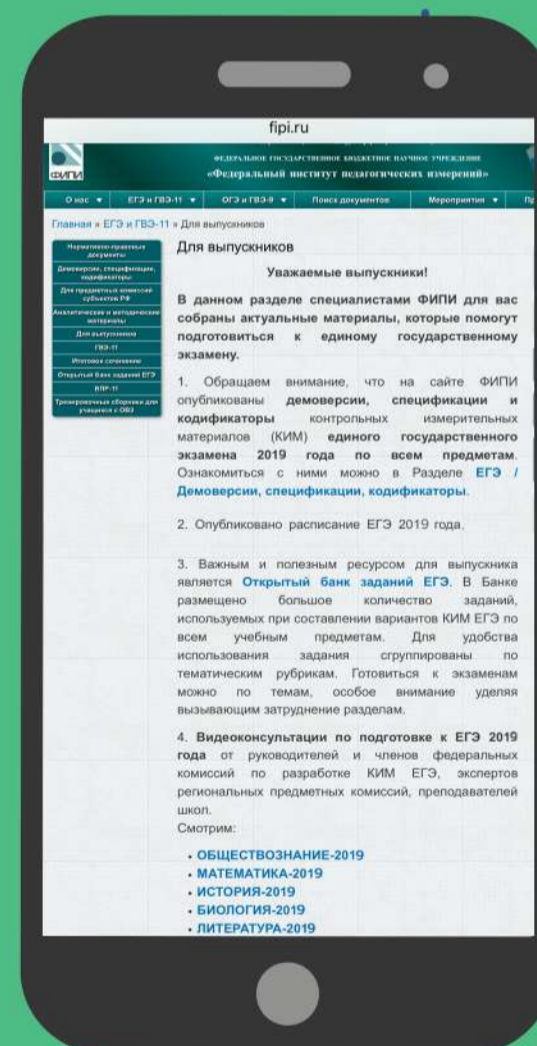 fipi.ru
ФИПИ
ФЕДЕРАЛЬНОЕ ГОСУДАРСТВЕННОЕ БЮДЖЕТНОЕ НАУЧНОЕ УЧРЕЖДЕНИЕ
«Федеральный институт педагогических измерений»
О нас ЕГЭ и ГВЭ-11 ОГЭ и ГВЭ-9 Поиск документов Мероприятия
Главная » ЕГЭ и ГВЭ-11 » Для выпускников
Нормативно-правовые
документы
Демоверсии, спецификации,
кодификаторы
Для предметных комиссий
субъектов РФ
Аналитические и методические
материалы
Для выпускников
ГВЭ-11
Итоговое сочинение
Открытый банк заданий ЕГЭ
ВПР-11
Тренировочные сборники для
учащихся с ОВЗ
Для выпускников
Уважаемые выпускники!
В данном разделе специалистами ФИПИ для вас
собраны актуальные материалы, которые помогут
подготовиться к единому государственному
экзамену.
1. Обращаем внимание, что на сайте ФИПИ
опубликованы демоверсии, спецификации и
кодификаторы контрольных измерительных
материалов (КИМ) единого государственного
экзамена 2019 года по всем предметам.
Ознакомиться с ними можно в Разделе ЕГЭ /
Демоверсии, спецификации, кодификаторы.
2. Опубликовано расписание ЕГЭ 2019 года.
3. Важным и полезным ресурсом для выпускника
является Открытый банк заданий ЕГЭ. В Банке
размещено большое количество заданий,
используемых при составлении вариантов КИМ ЕГЭ по
всем учебным предметам. Для удобства
использования задания сгруппированы по
тематическим рубрикам. Готовиться к экзаменам
можно по темам, особое внимание уделяя
вызывающим затруднение разделам.
4. Видеоконсультации по подготовке к ЕГЭ 2019
года от руководителей и членов федеральных
комиссий по разработке КИМ ЕГЭ, экспертов
региональных предметных комиссий, преподавателей
школ.
Смотрим:
• ОБЩЕСТВОЗНАНИЕ-2019
• МАТЕМАТИКА-2019
• ИСТОРИЯ-2019
• БИОЛОГИЯ-2019
• ЛИТЕРАТУРА-2019